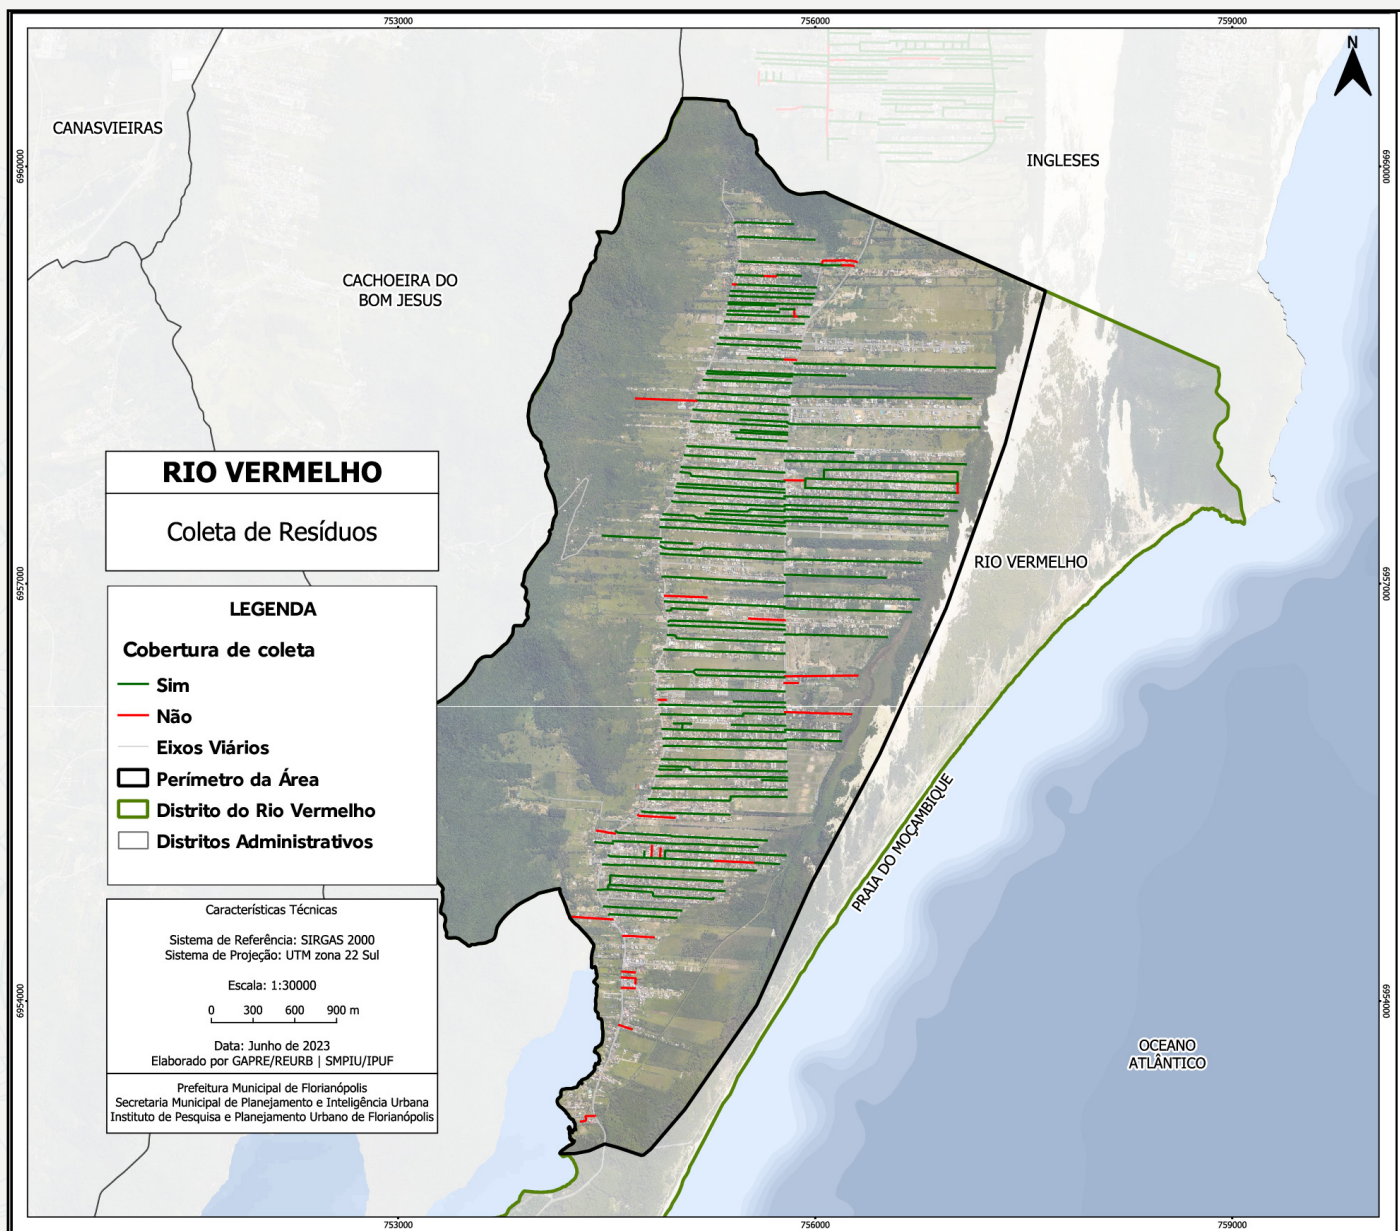 753000
756000
759000
N
CANASVIEIRAS
INGLESES
6960000
6960000
CACHOEIRA DO
BOM JESUS
RIO VERMELHO
Coleta de Resíduos
RIO VERMELHO
6957000
6957000
LEGENDA
Cobertura de coleta
Sim
Não
Eixos Viários
Perímetro da Área
Distrito do Rio Vermelho
Distritos Administrativos
PRAIA DO MOÇAMBIQUE
Características Técnicas
Sistema de Referência: SIRGAS 2000
Sistema de Projeção: UTM zona 22 Sul
Escala: 1:30000
0 300 600 900 m
6954000
6954000
Data: Junho de 2023
Elaborado por GAPRE/REURB | SMPIU/IPUF
OCEANO
ATLÂNTICO
Prefeitura Municipal de Florianópolis
Secretaria Municipal de Planejamento e Inteligência Urbana
Instituto de Pesquisa e Planejamento Urbano de Florianópolis
753000
756000
759000